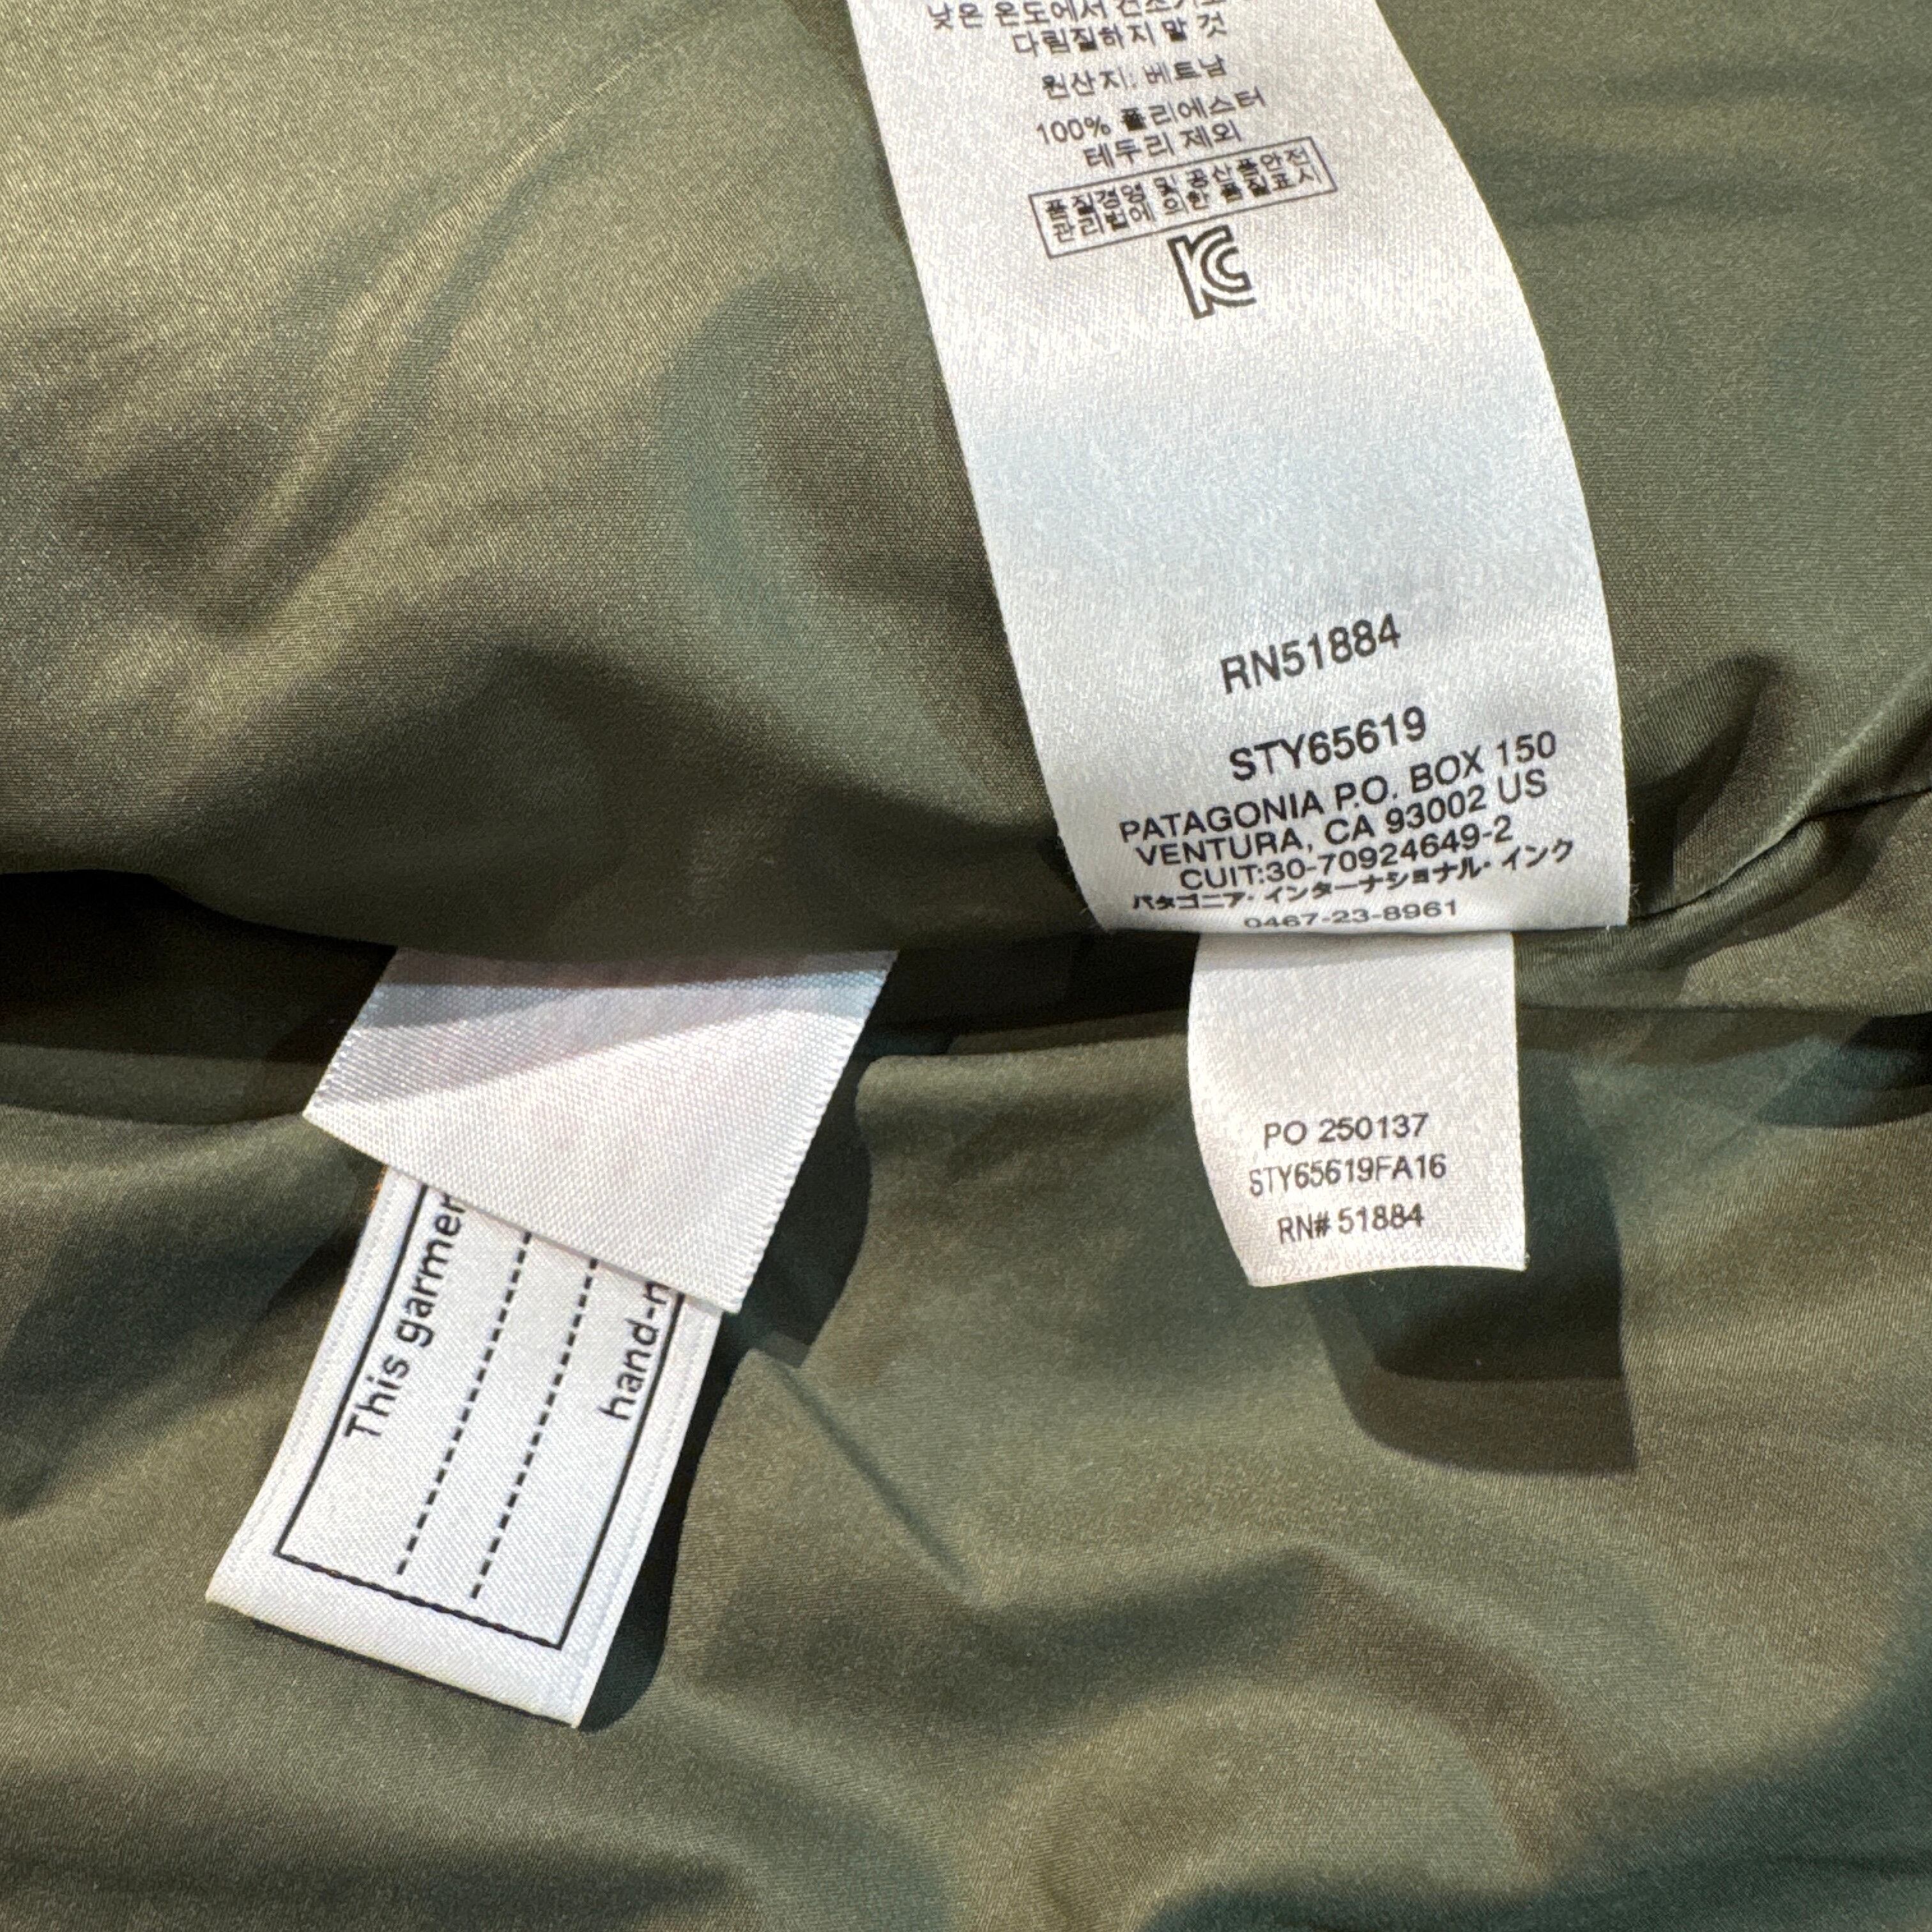 낮은 온도에서 건조기로
다림질하지 말 것
원산지: 베트남
100% 폴리에스터
테두리 제외
품질경영 및 공산품안전
관리법에 의한 품질표시
RN51884
STY65619
PATAGONIA P.O. BOX 150
VENTURA, CA 93002 US
CUIT:30-70924649-2
パタゴニア・インターナショナル・インク
0467-23-8961
PO 250137
STY65619FA16
RN# 51884
This garmen
hand-